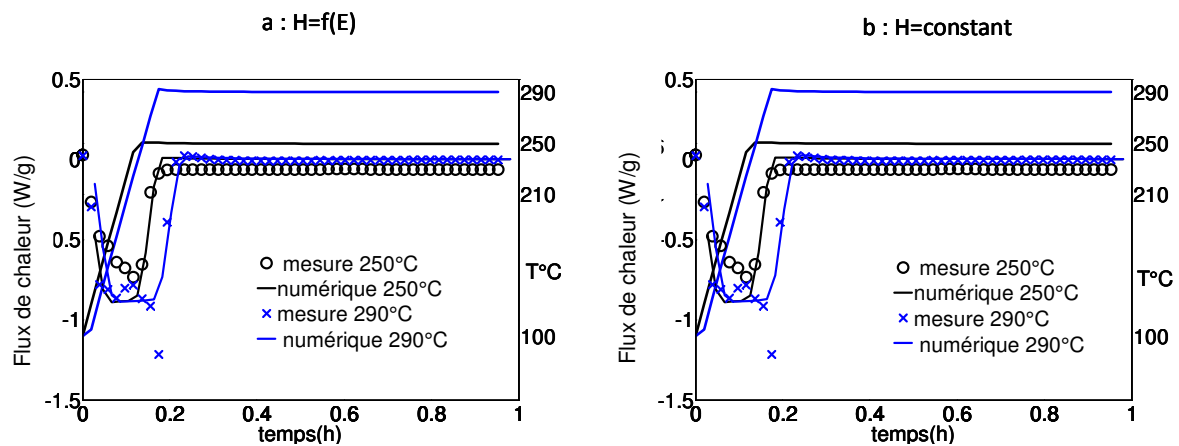 a : H=f(E)
b : H=constant
0.5
0
0.5
-1
-1.5
Flux de chaleur (W/g)
290
250
210
T°C
100
mesure 250°C
numérique 250°C
mesure 290°C
numérique 290°C
0
0.2
0.4
0.6
0.8
1
temps(h)
0.5
0
0.5
-1
-1.5
Flux de chaleur (W/g)
290
250
210
T°C
100
mesure 250°C
numérique 250°C
mesure 290°C
numérique 290°C
0
0.2
0.4
0.6
0.8
1
temps(h)